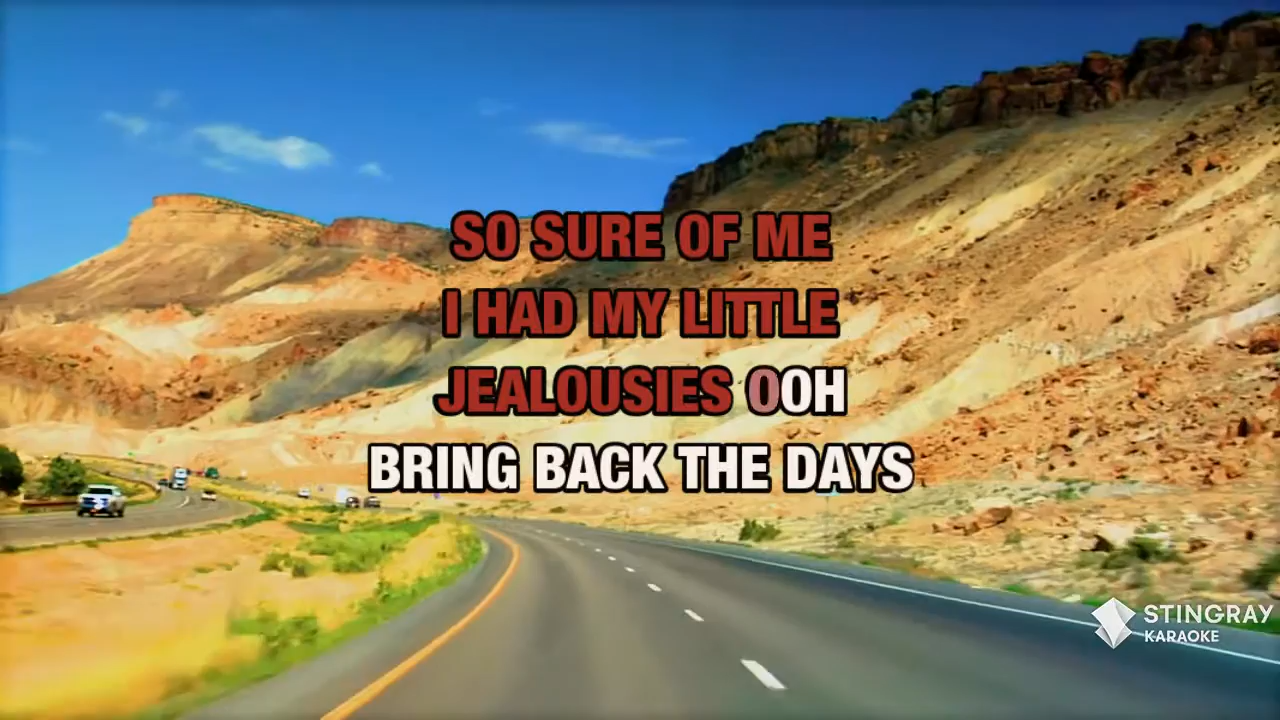 SO SURE OF ME
I HAD MY LITTLE
JEALOUSIES OOH
BRING BACK THE DAYS
STINGRAY
KARAOKE